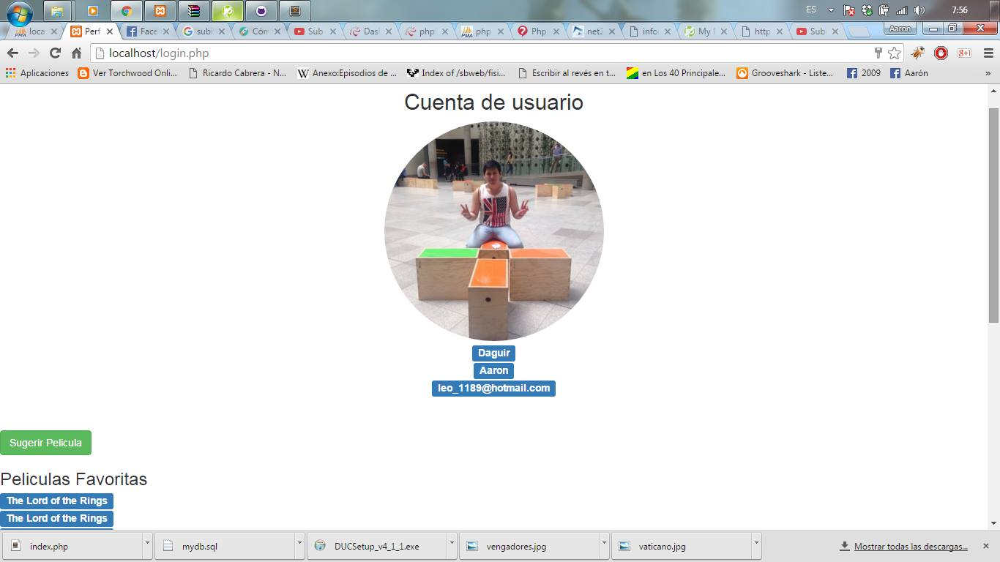 ES
7:56
loca
Perf
Face
subi
Cóm
Sub
Das
php
php
Php
net2
info
My
http
Sub
Aaron
localhost/login.php
Aplicaciones
Ver Torchwood Onli...
Ricardo Cabrera - N...
Anexo:Episodios de ...
Index of /sbweb/fisi...
Escribir al revés en t...
en Los 40 Principale...
Grooveshark - Liste...
2009
Aarón
»
Cuenta de usuario
Daguir
Aaron
leo_1189@hotmail.com
Sugerir Pelicula
Peliculas Favoritas
The Lord of the Rings
The Lord of the Rings
index.php
mydb.sql
DUCSetup_v4_1_1.exe
vengadores.jpg
vaticano.jpg
Mostrar todas las descargas...